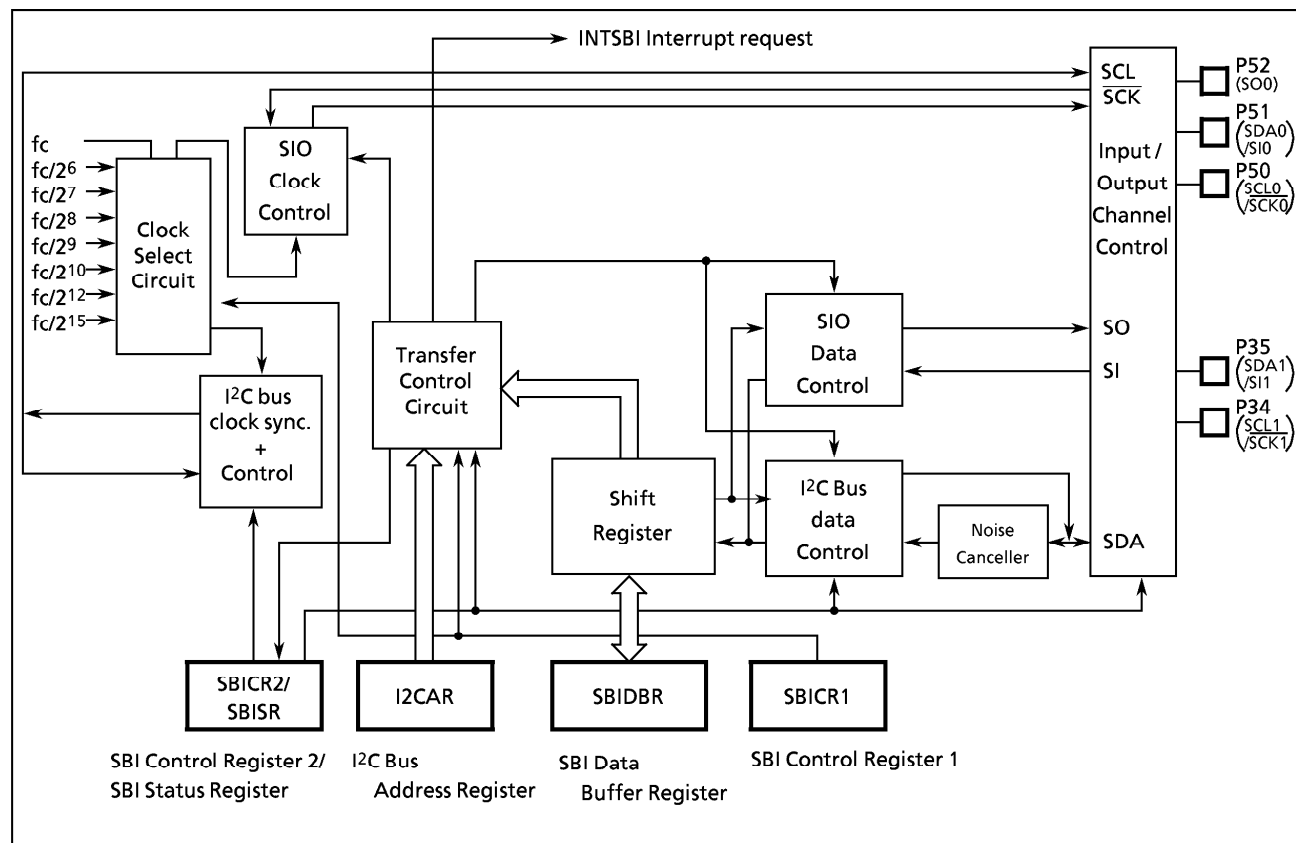 INTSBI Interrupt request
SCL
SCK
Input /
Output
Channel
Control
SO
SI
SDA
P52
(SO0)
P51
(SDA0
/SI0)
P50
(SCL0
/SCK0)
P35
(SDA1
/SI1)
P34
(SCL1
/SCK1)
fc
fc/2⁶
fc/2⁷
fc/2⁸
fc/2⁹
fc/2¹⁰
fc/2¹²
fc/2¹⁵
Clock
Select
Circuit
SIO
Clock
Control
I²C bus
clock sync.
+
Control
Transfer
Control
Circuit
SIO
Data
Control
Shift
Register
I²C Bus
data
Control
Noise
Canceller
SBICR2/
SBISR
I2CAR
SBIDBR
SBICR1
SBI Control Register 2/
SBI Status Register
I²C Bus
Address Register
SBI Data
Buffer Register
SBI Control Register 1